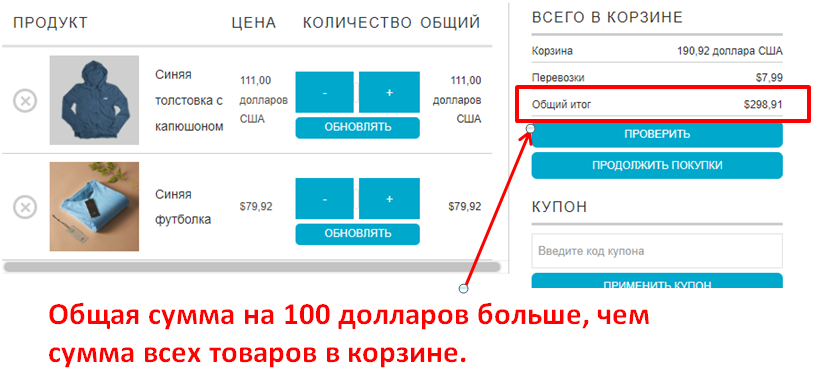 ПРОДУКТ ЦЕНА КОЛИЧЕСТВО ОБЩИЙ
Синяя
толстовка с
капюшоном
111,00
долларов
США
- +
ОБНОВЛЯТЬ
111,00
долларов
США
Синяя
футболка
$79,92
- +
ОБНОВЛЯТЬ
$79,92
ВСЕГО В КОРЗИНЕ
Корзина 190,92 доллара США
Перевозки $7,99
Общий итог $298,91
ПРОВЕРИТЬ
ПРОДОЛЖИТЬ ПОКУПКИ
КУПОН
Введите код купона
ПРИМЕНИТЬ КУПОН
Общая сумма на 100 долларов больше, чем
сумма всех товаров в корзине.